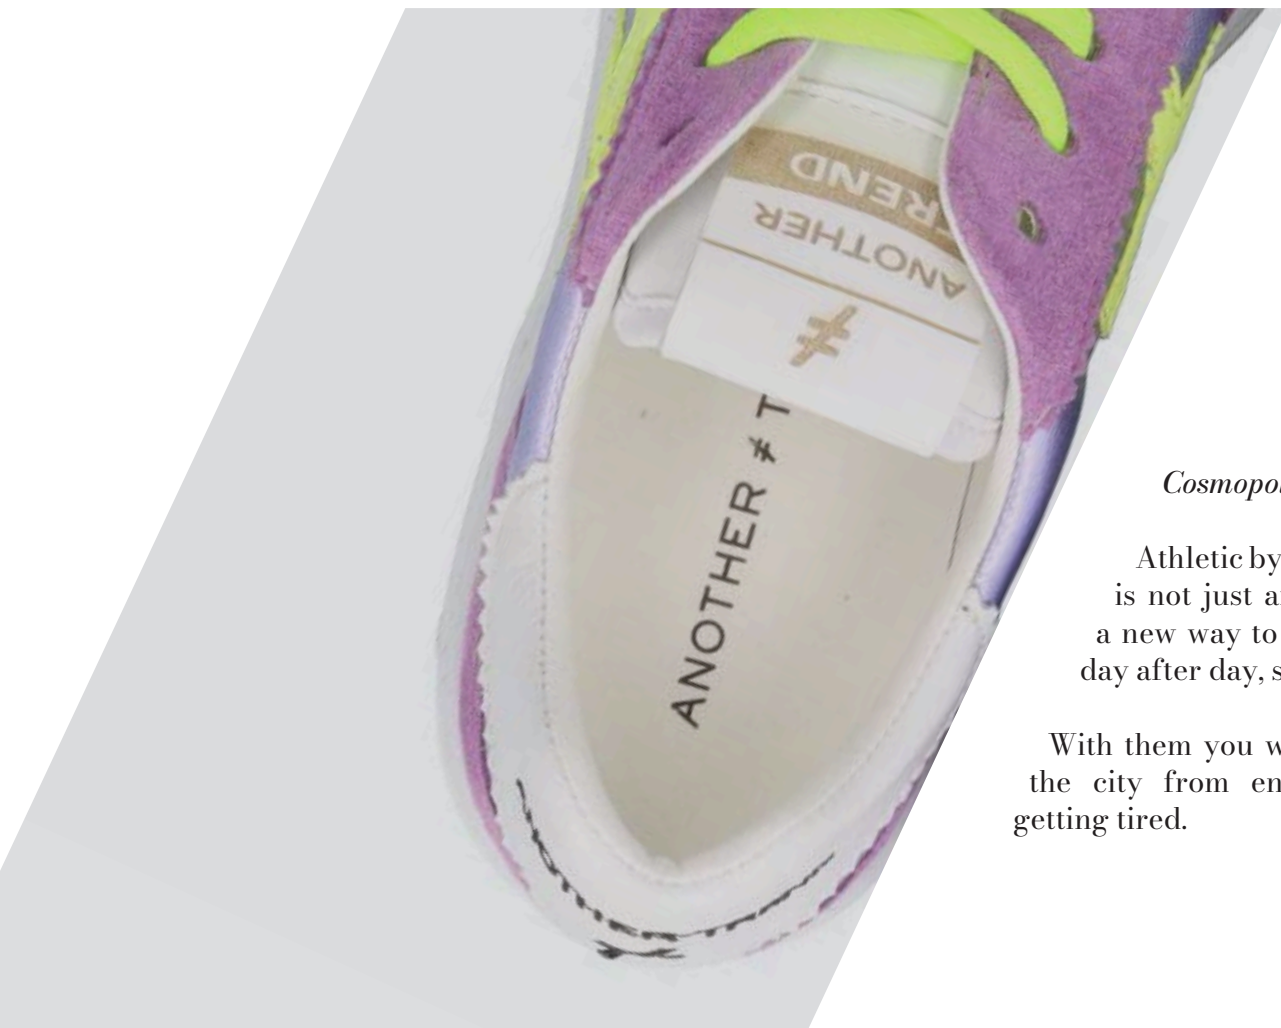 TREND
ANOTHER
ANOTHER ≠ T
Cosmopol
Athletic by
is not just a
a new way to
day after day, s
With them you w
the city from en
getting tired.